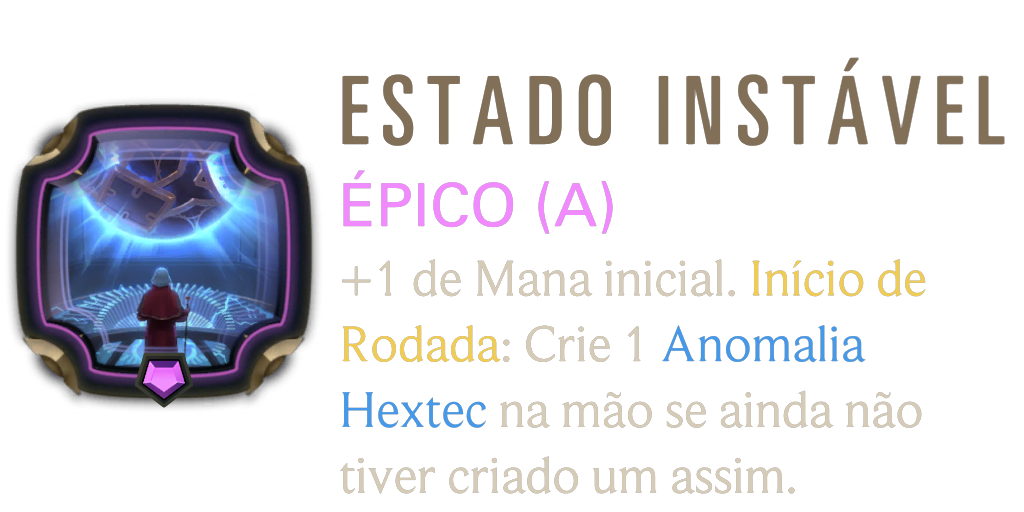 ESTADO INSTÁVEL
ÉPICO (A)
+1 de Mana inicial. Início de
Rodada: Crie 1 Anomalia
Hextec na mão se ainda não
tiver criado um assim.